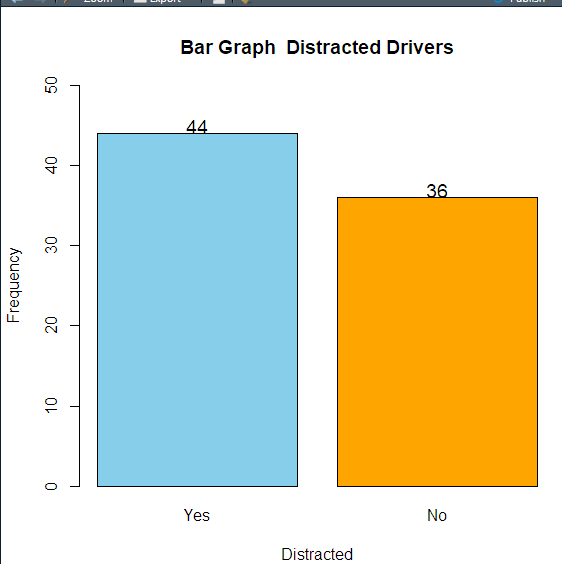 Zoom Export Publish
Bar Graph  Distracted Drivers
50
44
40
36
30
Frequency
20
10
0
Yes No
Distracted